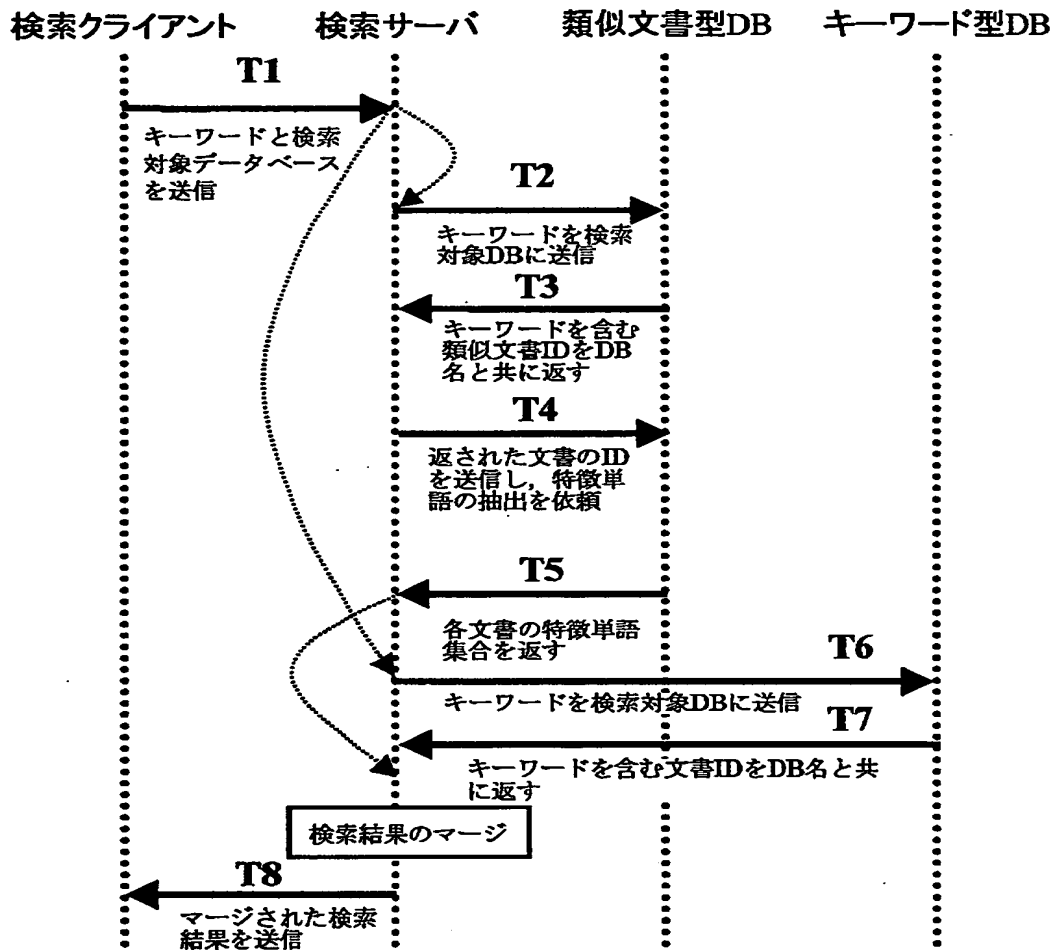 検索クライアント
検索サーバ
類似文書型DB
キーワード型DB
T1
キーワードと検索
対象データベース
を送信
T2
キーワードを検索
対象DBに送信
T3
キーワードを含む
類似文書IDをDB
名と共に返す
T4
返された文書のID
を送信し，特徴単
語の抽出を依頼
T5
各文書の特徴単語
集合を返す
T6
キーワードを検索対象DBに送信
T7
キーワードを含む文書IDをDB名と共
に返す
検索結果のマージ
T8
マージされた検索
結果を送信